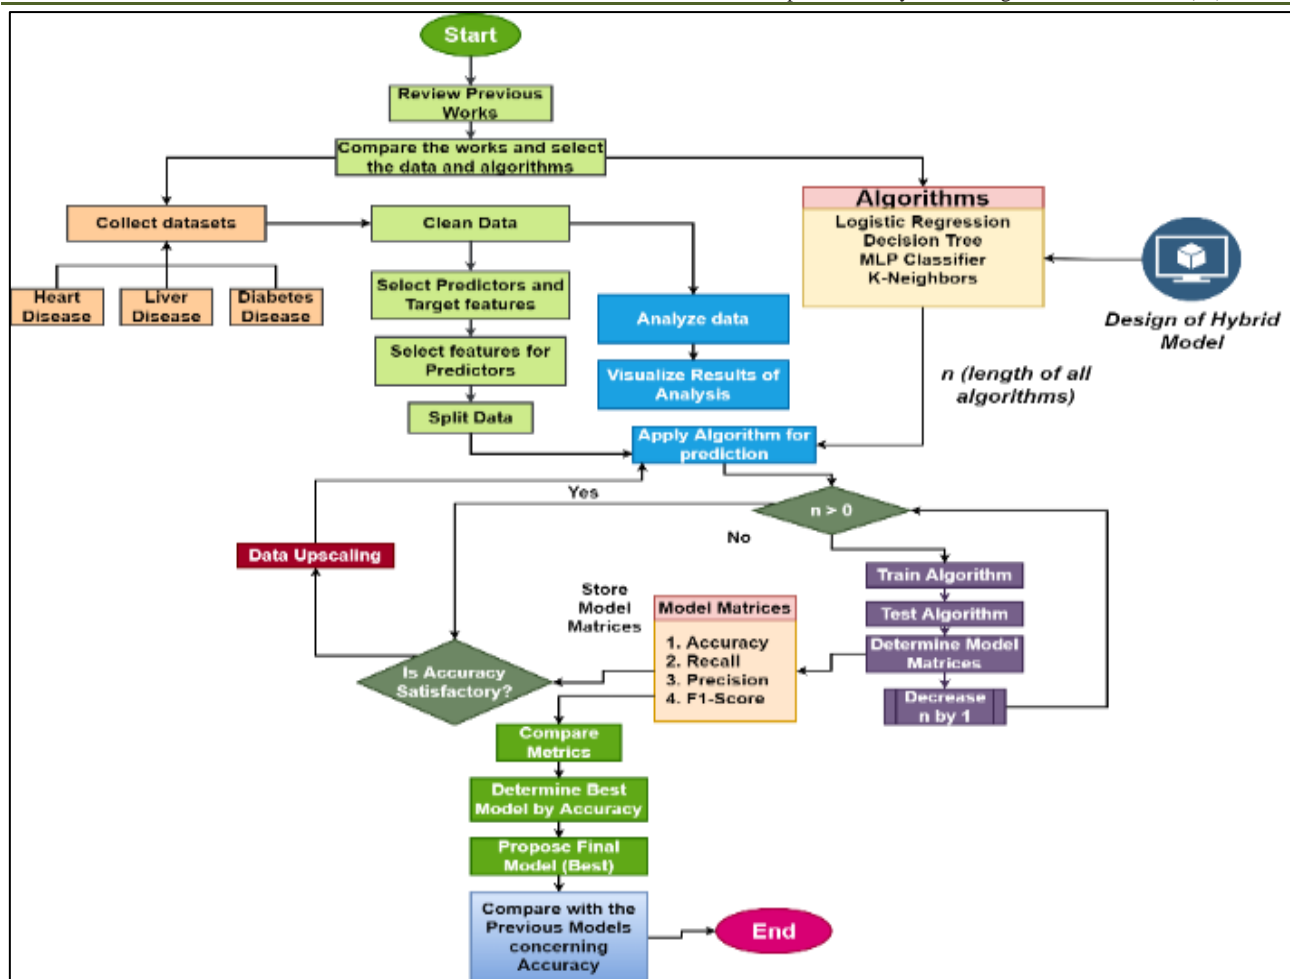 Start
Review Previous
Works
Compare the works and select
the data and algorithms
Collect datasets
Heart
Disease
Liver
Disease
Diabetes
Disease
Clean Data
Select Predictors and
Target features
Select features for
Predictors
Split Data
Analyze data
Visualize Results of
Analysis
Algorithms
Logistic Regression
Decision Tree
MLP Classifier
K-Neighbors
Design of Hybrid
Model
n (length of all
algorithms)
Apply Algorithm for
prediction
n > 0
Yes
No
Data Upscaling
Train Algorithm
Test Algorithm
Determine Model
Matrices
Decrease
n by 1
Store
Model
Matrices
Model Matrices
1. Accuracy
2. Recall
3. Precision
4. F1-Score
Is Accuracy
Satisfactory?
Compare
Metrics
Determine Best
Model by Accuracy
Propose Final
Model (Best)
Compare with the
Previous Models
concerning
Accuracy
End